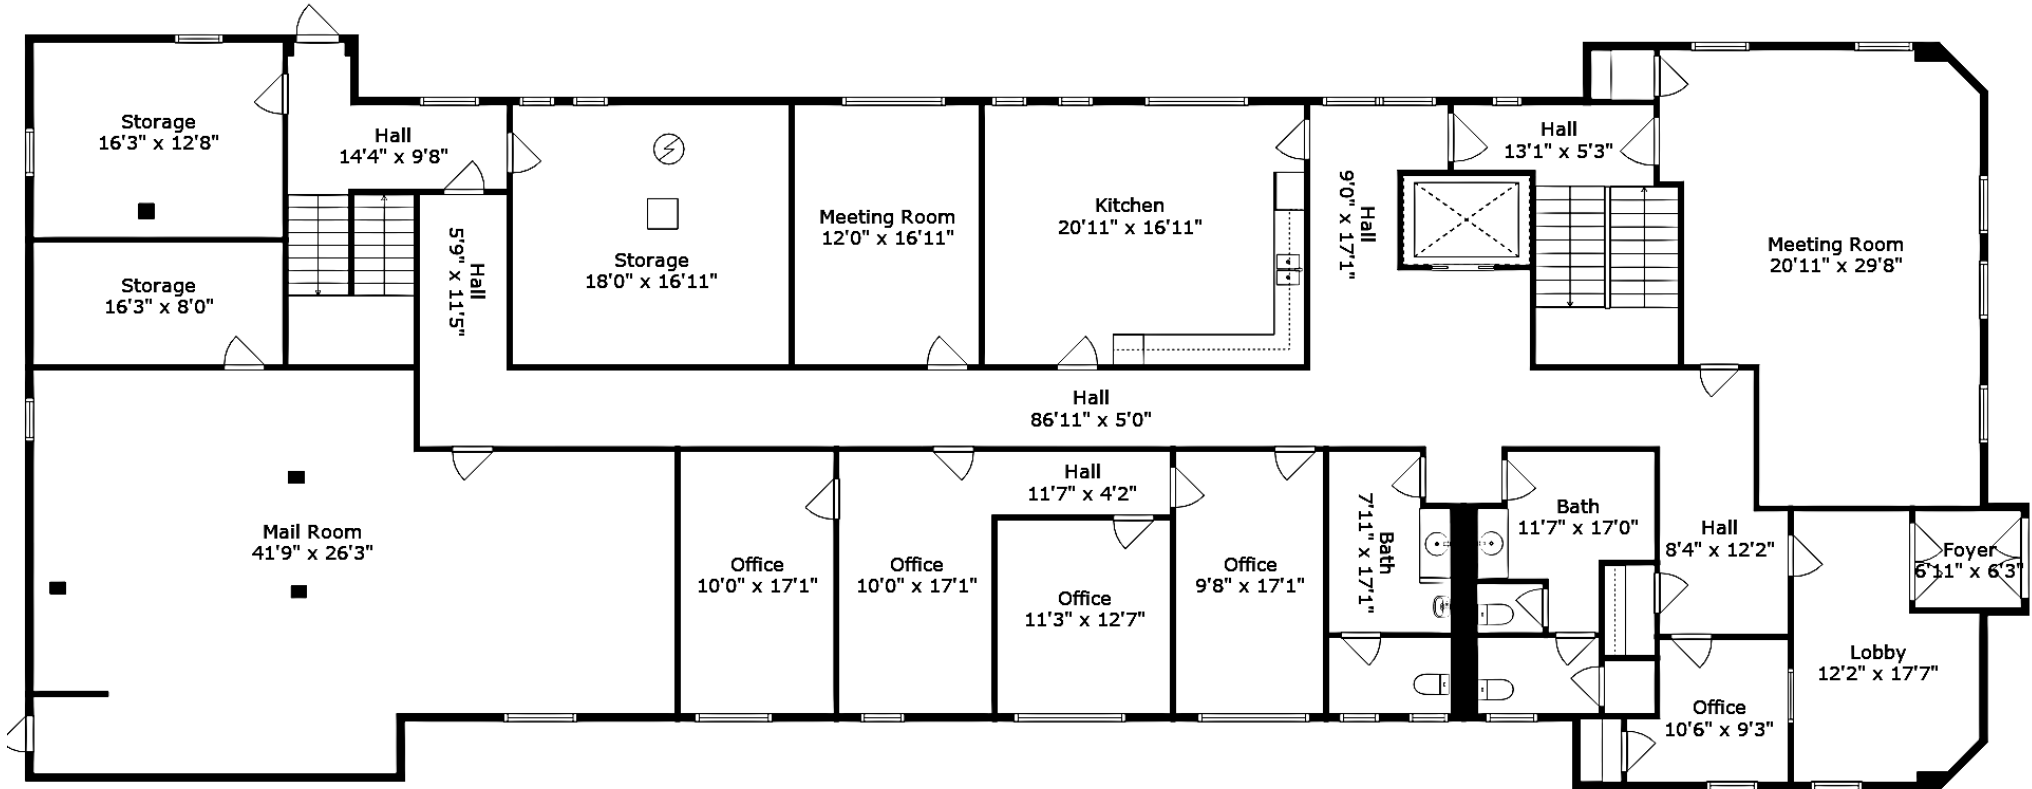 Storage
16'3" x 12'8"
Hall
14'4" x 9'8"
Storage
16'3" x 8'0"
Hall
5'9" x 11'5"
Storage
18'0" x 16'11"
Meeting Room
12'0" x 16'11"
Kitchen
20'11" x 16'11"
Hall
9'0" x 17'1"
Hall
13'1" x 5'3"
Meeting Room
20'11" x 29'8"
Hall
86'11" x 5'0"
Mail Room
41'9" x 26'3"
Office
10'0" x 17'1"
Office
10'0" x 17'1"
Hall
11'7" x 4'2"
Office
11'3" x 12'7"
Office
9'8" x 17'1"
Bath
7'11" x 17'1"
Bath
11'7" x 17'0"
Hall
8'4" x 12'2"
Foyer
6'11" x 6'3"
Lobby
12'2" x 17'7"
Office
10'6" x 9'3"